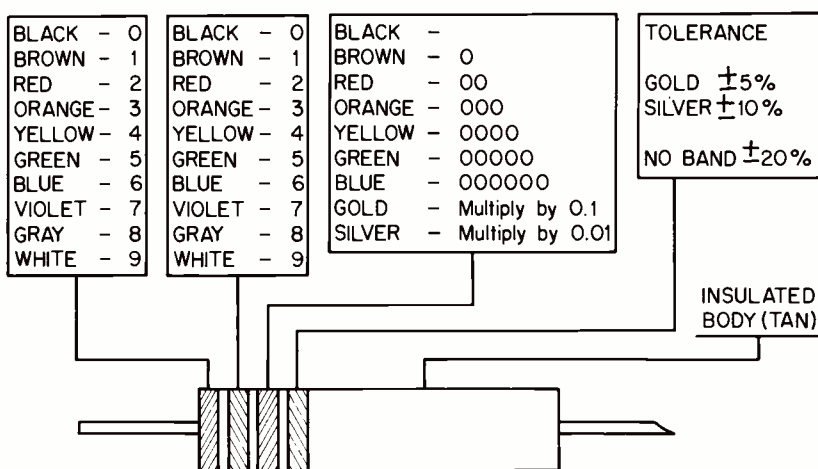 BLACK - 0
BROWN - 1
RED - 2
ORANGE - 3
YELLOW - 4
GREEN - 5
BLUE - 6
VIOLET - 7
GRAY - 8
WHITE - 9
BLACK - 0
BROWN - 1
RED - 2
ORANGE - 3
YELLOW - 4
GREEN - 5
BLUE - 6
VIOLET - 7
GRAY - 8
WHITE - 9
BLACK -
BROWN - 0
RED - 00
ORANGE - 000
YELLOW - 0000
GREEN - 00000
BLUE - 000000
GOLD - Multiply by 0.1
SILVER - Multiply by 0.01
TOLERANCE
GOLD ±5%
SILVER ±10%
NO BAND ±20%
INSULATED
BODY (TAN)